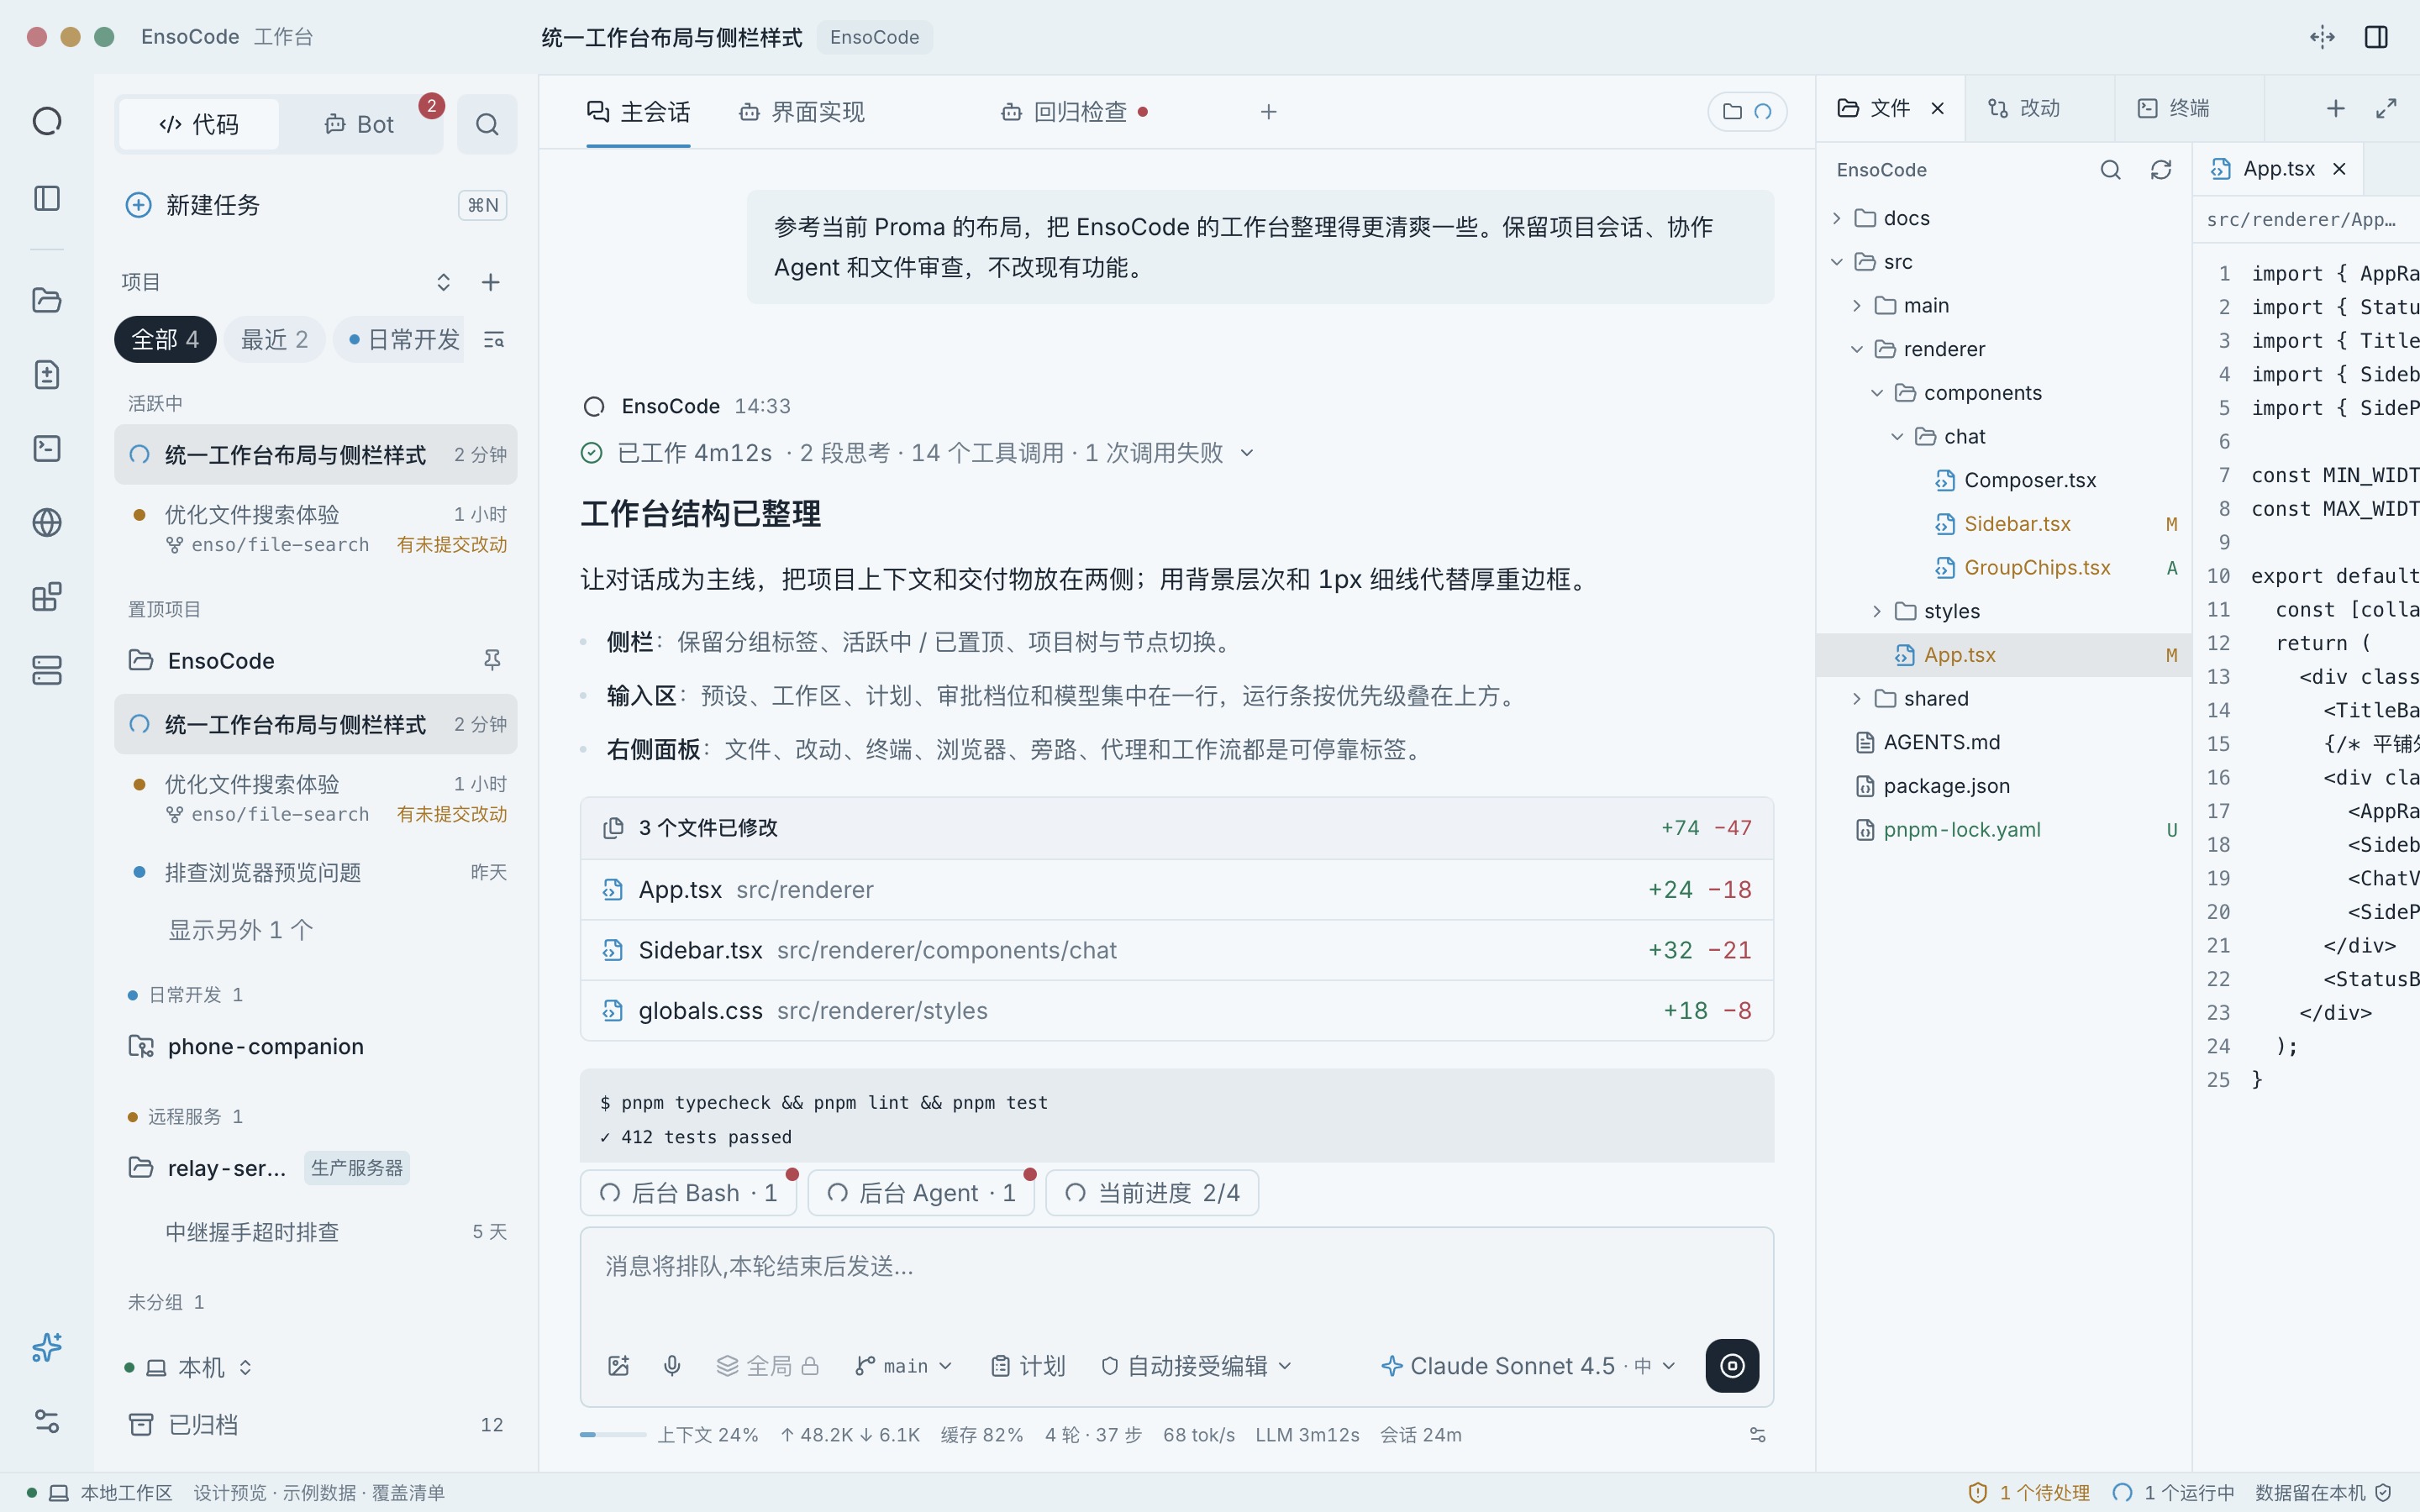 EnsoCode 工作台
统一工作台布局与侧栏样式 EnsoCode
代码 Bot 2
新建任务 ⌘N
项目
全部 4 最近 2 日常开发
活跃中
统一工作台布局与侧栏样式 2 分钟
优化文件搜索体验 1 小时
enso/file-search 有未提交改动
置顶项目
EnsoCode
统一工作台布局与侧栏样式 2 分钟
优化文件搜索体验 1 小时
enso/file-search 有未提交改动
排查浏览器预览问题 昨天
显示另外 1 个
日常开发 1
phone-companion
远程服务 1
relay-ser... 生产服务器
中继握手超时排查 5 天
未分组 1
本机
已归档 12
主会话 界面实现 回归检查
参考当前 Proma 的布局，把 EnsoCode 的工作台整理得更清爽一些。保留项目会话、协作
Agent 和文件审查，不改现有功能。
EnsoCode 14:33
已工作 4m12s · 2 段思考 · 14 个工具调用 · 1 次调用失败
工作台结构已整理
让对话成为主线，把项目上下文和交付物放在两侧；用背景层次和 1px 细线代替厚重边框。
• 侧栏：保留分组标签、活跃中 / 已置顶、项目树与节点切换。
• 输入区：预设、工作区、计划、审批档位和模型集中在一行，运行条按优先级叠在上方。
• 右侧面板：文件、改动、终端、浏览器、旁路、代理和工作流都是可停靠标签。
3 个文件已修改 +74 −47
App.tsx src/renderer +24 −18
Sidebar.tsx src/renderer/components/chat +32 −21
globals.css src/renderer/styles +18 −8
$ pnpm typecheck && pnpm lint && pnpm test
✓ 412 tests passed
后台 Bash · 1 后台 Agent · 1 当前进度 2/4
消息将排队,本轮结束后发送...
全局 main 计划 自动接受编辑 Claude Sonnet 4.5 · 中
上下文 24% ↑ 48.2K ↓ 6.1K 缓存 82% 4 轮 · 37 步 68 tok/s LLM 3m12s 会话 24m
文件 改动 终端
EnsoCode
docs
src
main
renderer
components
chat
Composer.tsx
Sidebar.tsx M
GroupChips.tsx A
styles
App.tsx M
shared
AGENTS.md
package.json
pnpm-lock.yaml U
App.tsx
src/renderer/App…
1 import { AppRa
2 import { Statu
3 import { Title
4 import { Sideb
5 import { SideP
6
7 const MIN_WIDT
8 const MAX_WIDT
9
10 export default
11 const [colla
12 return (
13 <div class
14 <TitleBa
15 {/* 平铺
16 <div cla
17 <AppRa
18 <Sideb
19 <ChatV
20 <SideP
21 </div>
22 <StatusB
23 </div>
24 );
25 }
本地工作区 设计预览 · 示例数据 · 覆盖清单
1 个待处理 1 个运行中 数据留在本机